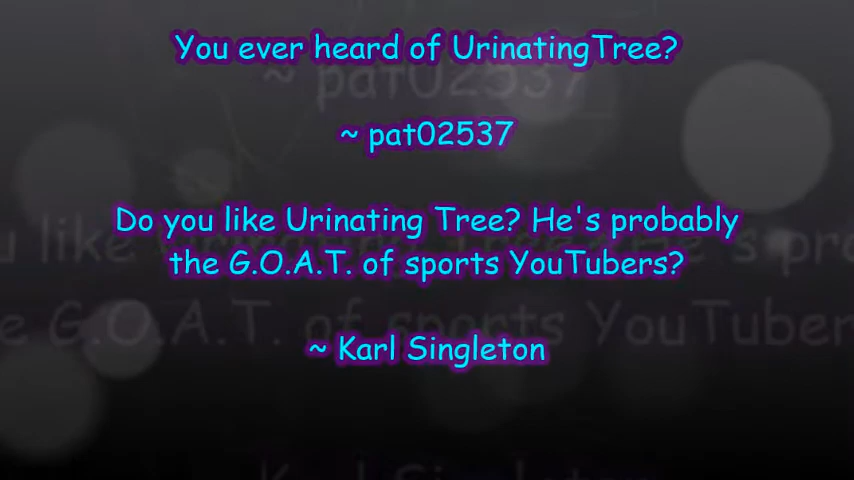 You ever heard of UrinatingTree?
~ pat02537
Do you like Urinating Tree? He's probably
the G.O.A.T. of sports YouTubers?
~ Karl Singleton